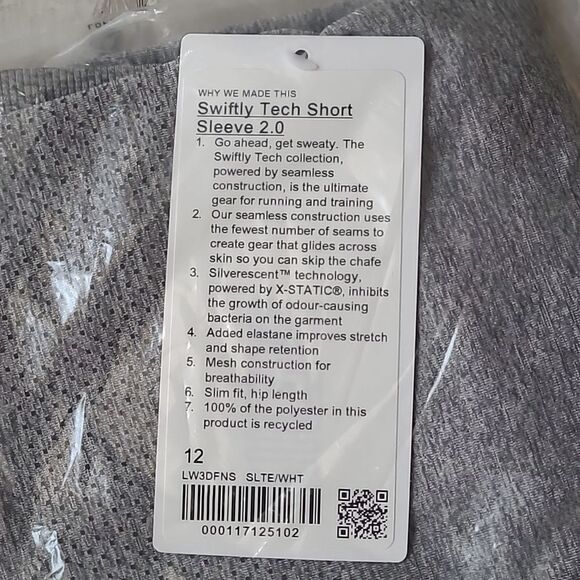 WHY WE MADE THIS
Swiftly Tech Short
Sleeve 2.0
1. Go ahead, get sweaty. The
Swiftly Tech collection,
powered by seamless
construction, is the ultimate
gear for running and training
2. Our seamless construction uses
the fewest number of seams to
create gear that glides across
skin so you can skip the chafe
3. Silverescent™ technology,
powered by X-STATIC®, inhibits
the growth of odour-causing
bacteria on the garment
4. Added elastane improves stretch
and shape retention
5. Mesh construction for
breathability
6. Slim fit, hip length
7. 100% of the polyester in this
product is recycled
12
LW3DFNS SLTE/WHT
000117125102